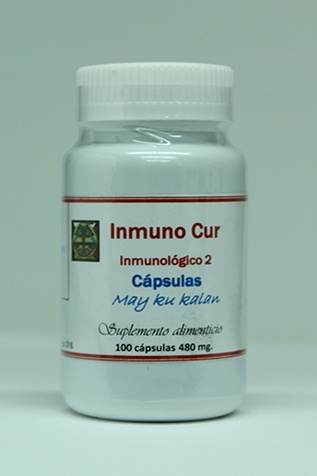 Inmuno Cur
Inmunológico 2
Cápsulas
May ku kalan
Suplemento alimenticio
100 cápsulas 480 mg.